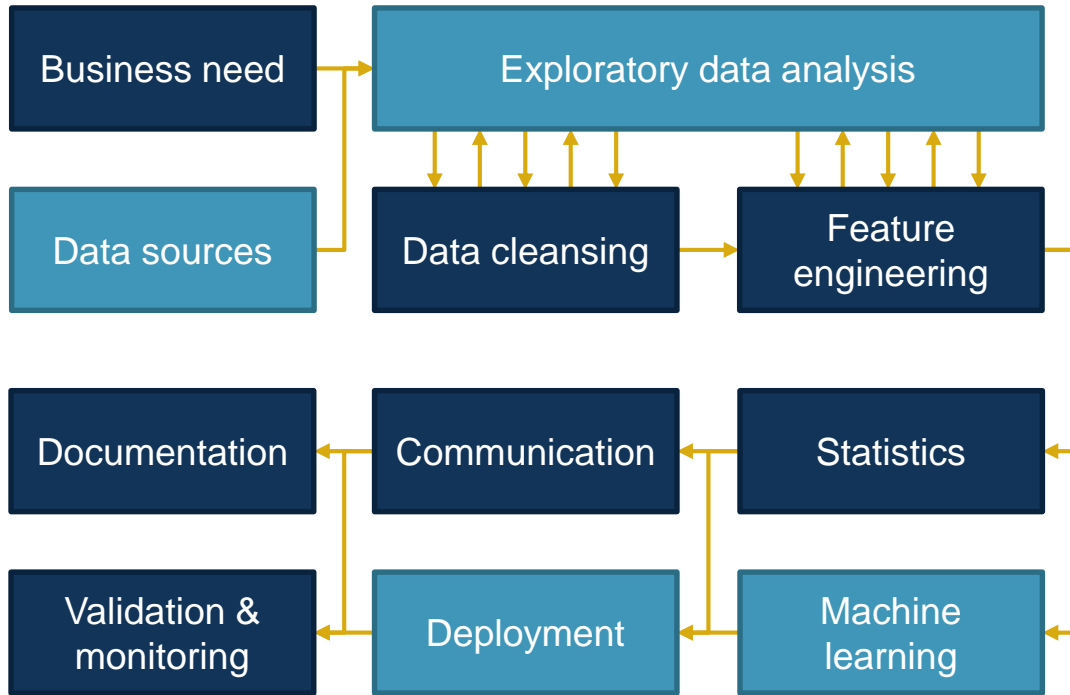 Business need
Exploratory data analysis
Data sources
Data cleansing
Feature
engineering
Documentation
Communication
Statistics
Validation &
monitoring
Deployment
Machine
learning